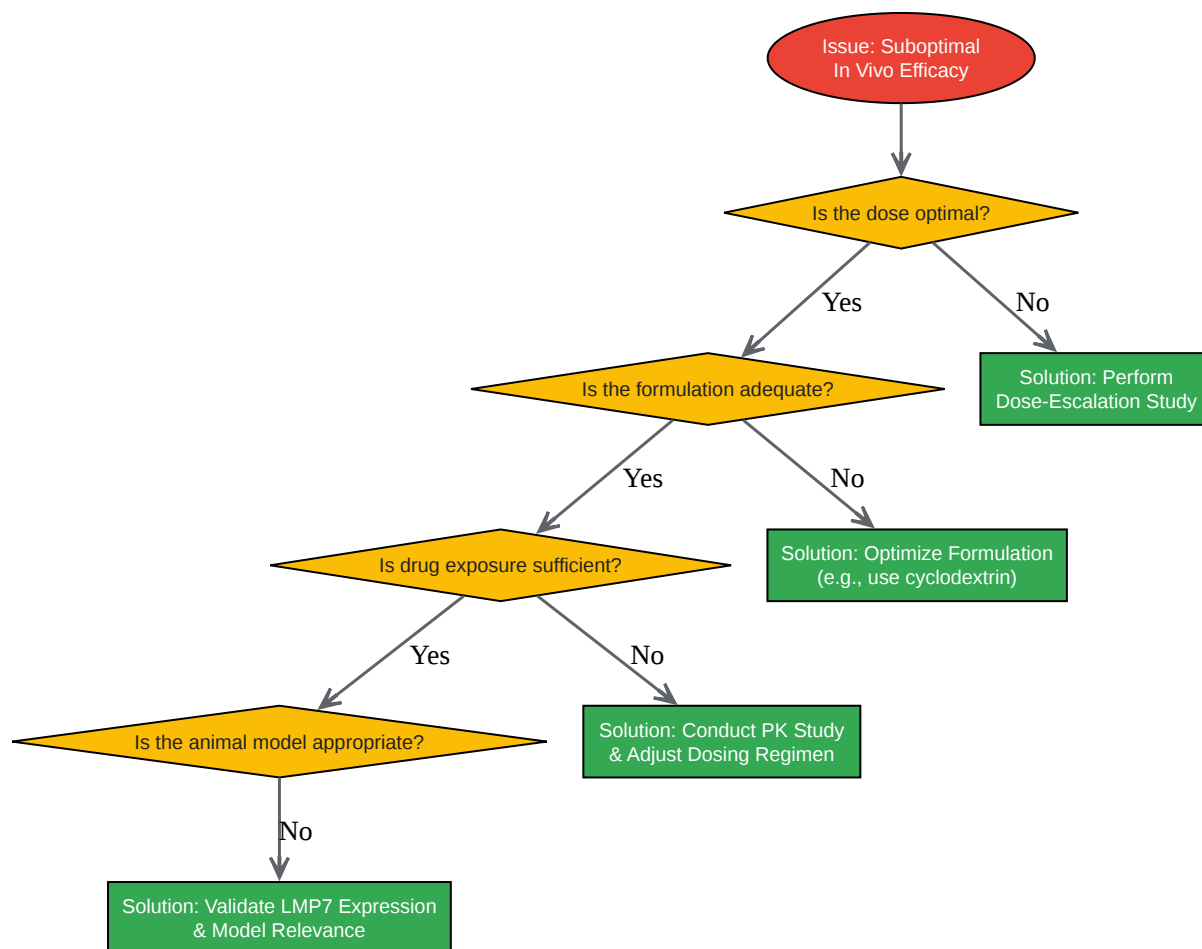 Issue: Suboptimal
In Vivo Efficacy
Is the dose optimal?
Yes
No
Is the formulation adequate?
Solution: Perform
Dose-Escalation Study
Yes
No
Is drug exposure sufficient?
Solution: Optimize Formulation
(e.g., use cyclodextrin)
Yes
No
Is the animal model appropriate?
Solution: Conduct PK Study
& Adjust Dosing Regimen
No
Solution: Validate LMP7 Expression
& Model Relevance